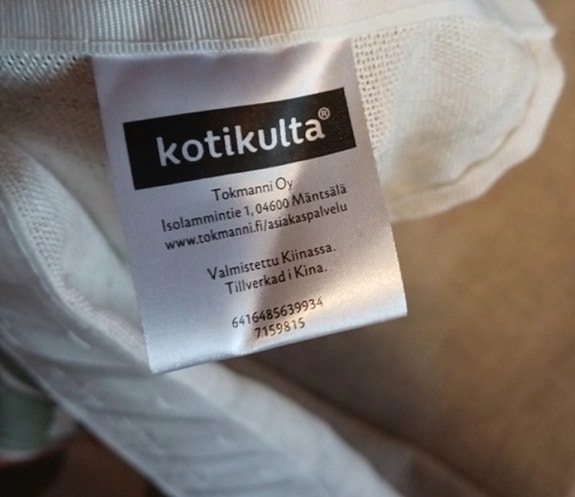 kotikulta®
Tokmanni Oy
Isolammintie 1, 04600 Mäntsälä
www.tokmanni.fi/asiakaspalvelu
Valmistettu Kiinassa.
Tillverkad i Kina.
6416485639934
7159815